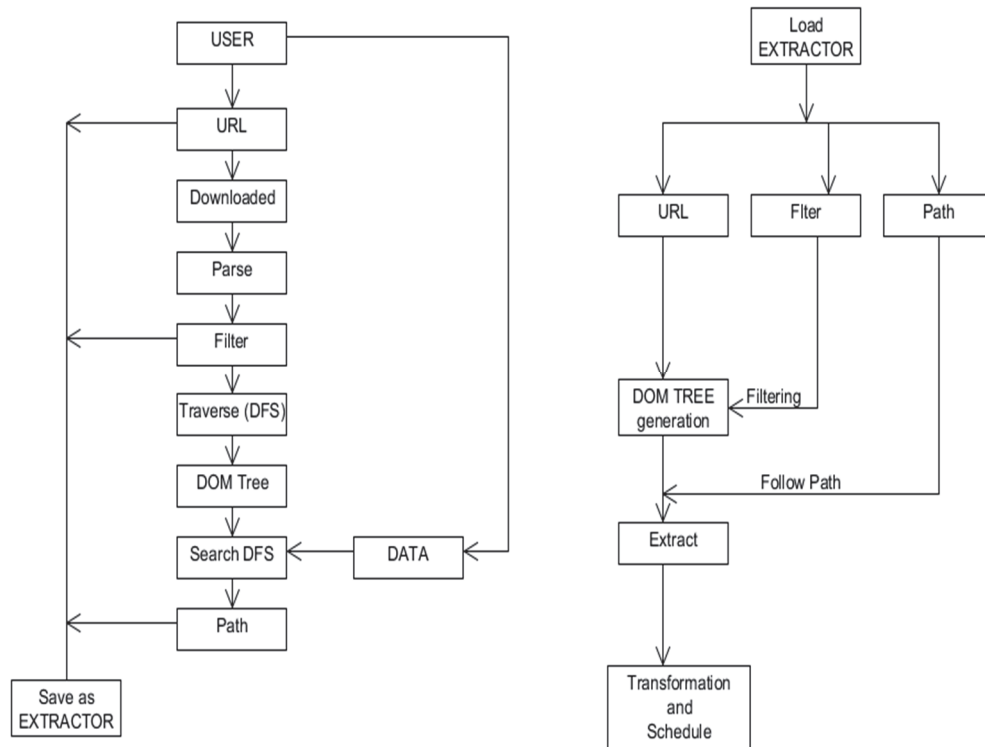 USER
URL
Downloaded
Parse
Filter
Traverse (DFS)
DOM Tree
Search DFS
DATA
Path
Save as
EXTRACTOR
Load
EXTRACTOR
URL
Flter
Path
DOM TREE
generation
Filtering
Follow Path
Extract
Transformation
and
Schedule